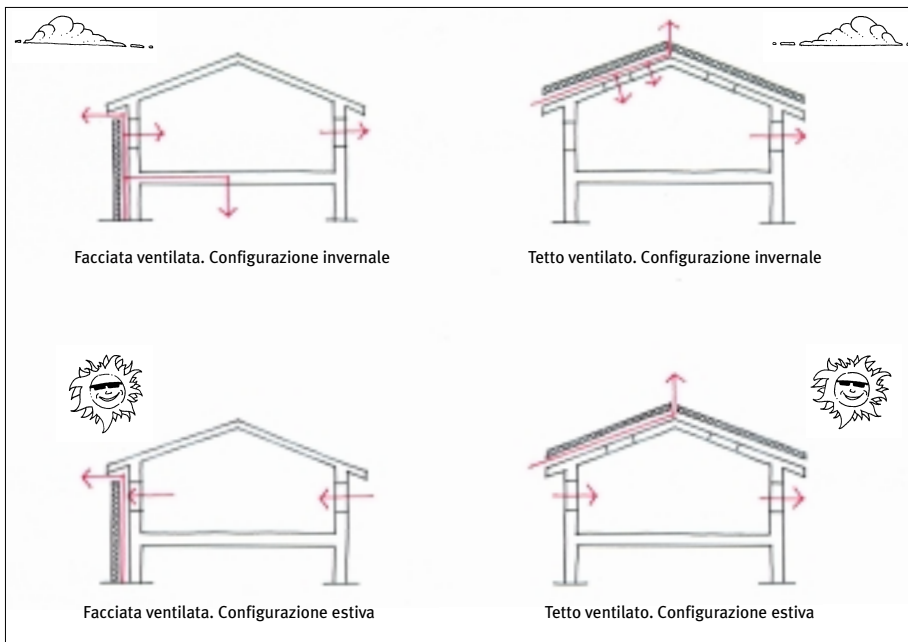 Facciata ventilata. Configurazione invernale
Tetto ventilato. Configurazione invernale
Facciata ventilata. Configurazione estiva
Tetto ventilato. Configurazione estiva